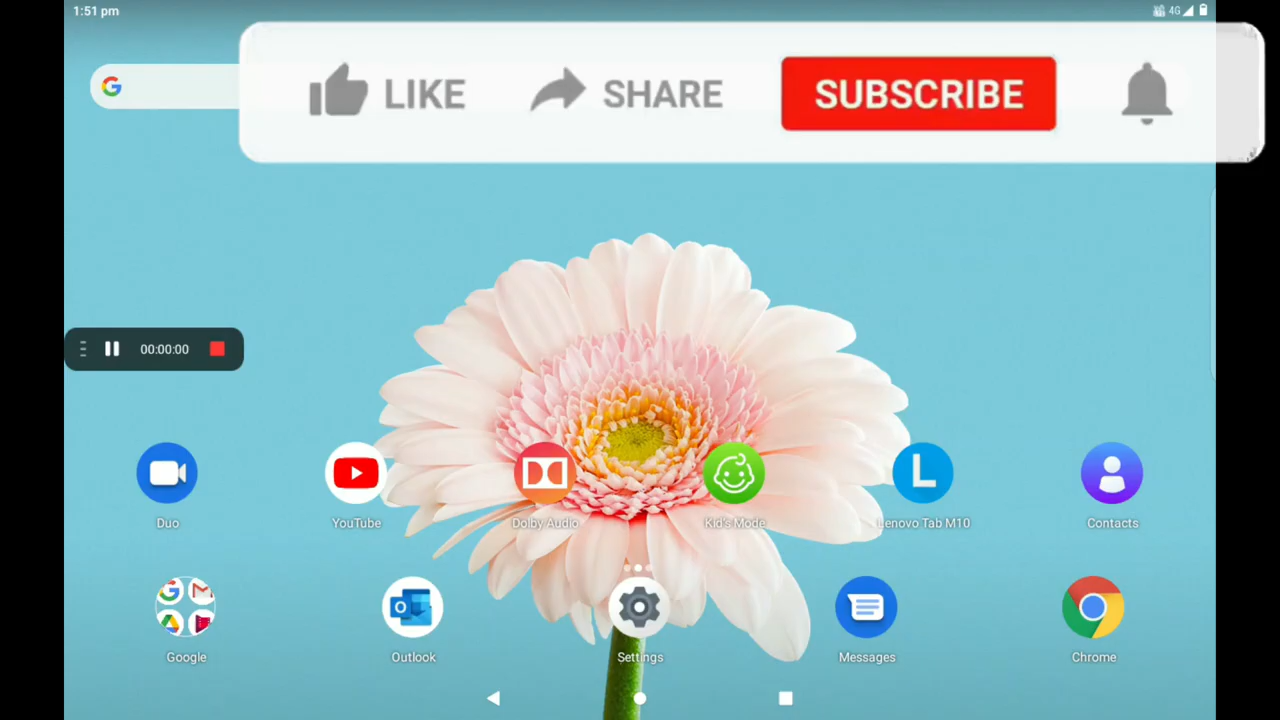 1:51 pm
4G
G
LIKE SHARE SUBSCRIBE
00:00:00
Duo YouTube Dolby Audio Kid's Mode Lenovo Tab M10 Contacts
Google Outlook Settings Messages Chrome